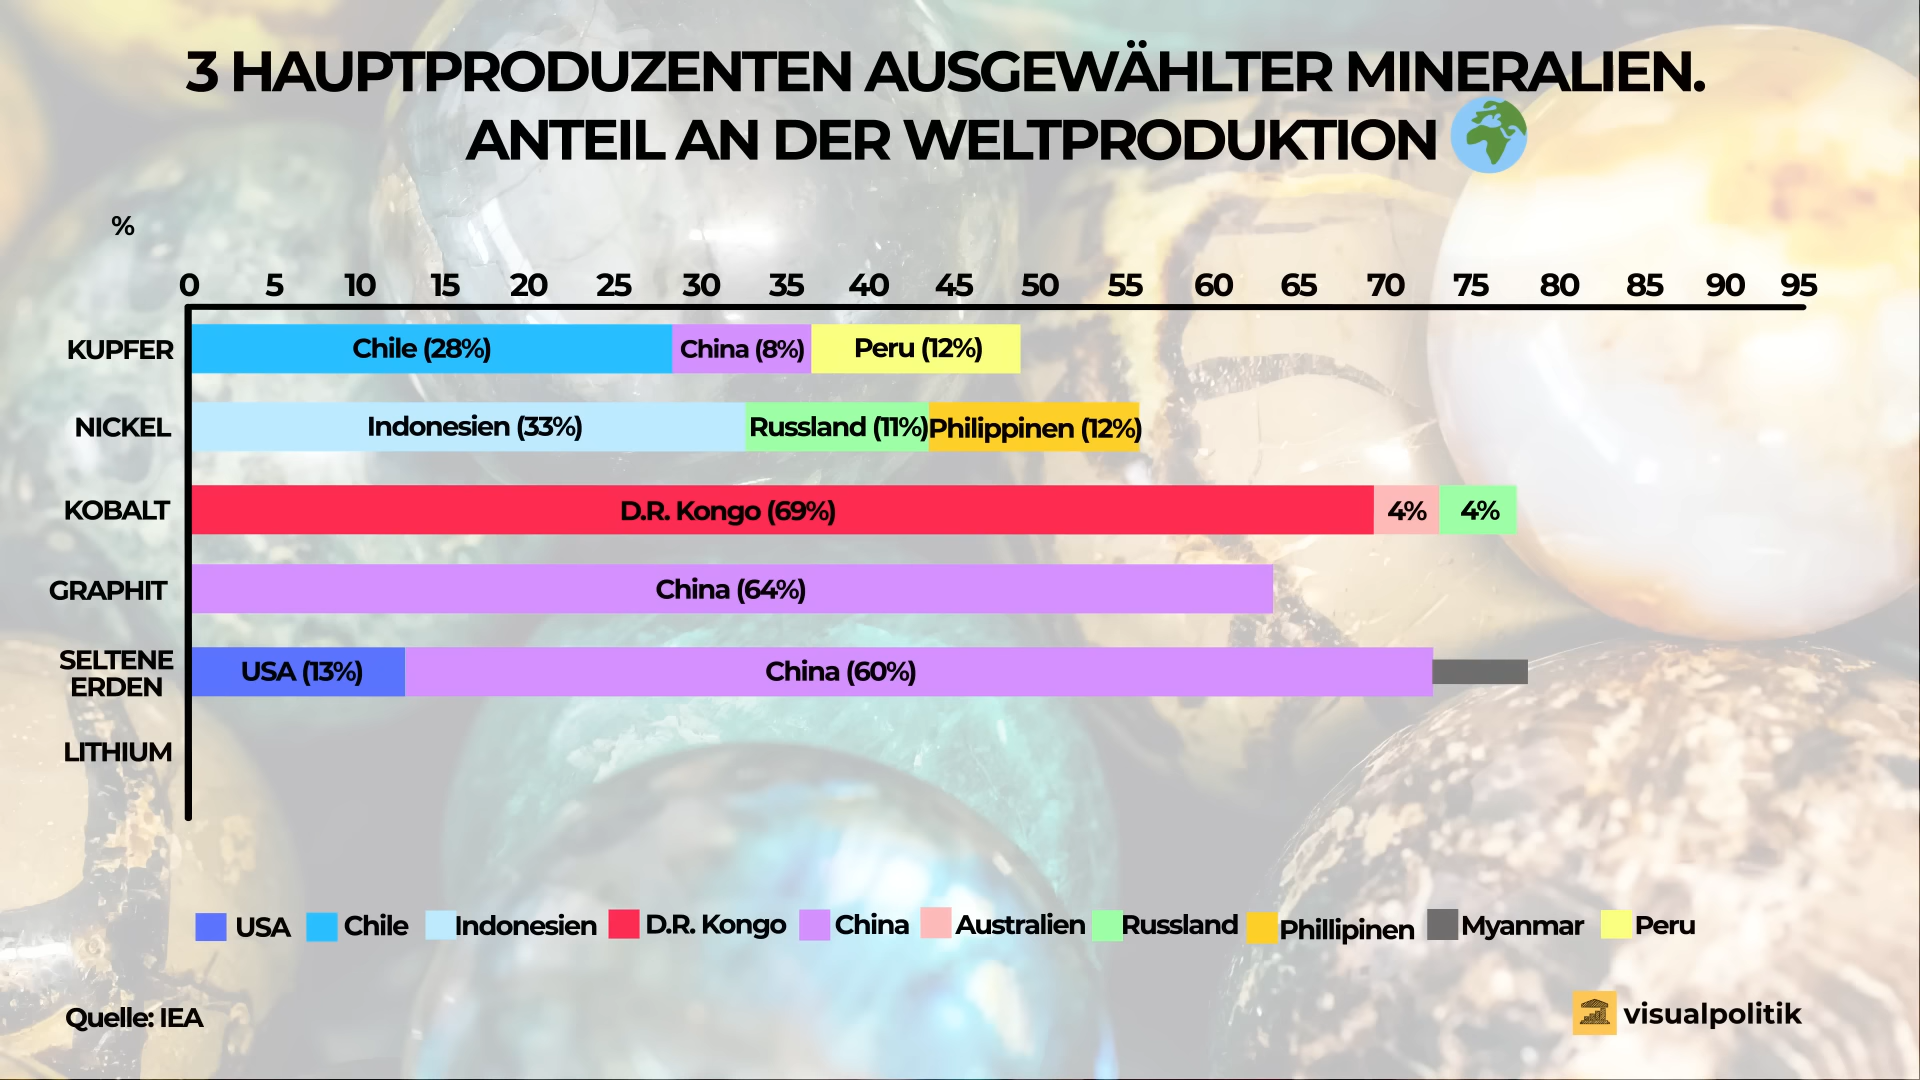 3 HAUPTPRODUZENTEN AUSGEWÄHLTER MINERALIEN.
ANTEIL AN DER WELTPRODUKTION
%
0 5 10 15 20 25 30 35 40 45 50 55 60 65 70 75 80 85 90 95
KUPFER Chile (28%) China (8%) Peru (12%)
NICKEL Indonesien (33%) Russland (11%) Philippinen (12%)
KOBALT D.R. Kongo (69%) 4% 4%
GRAPHIT China (64%)
SELTENE
ERDEN USA (13%) China (60%)
LITHIUM
USA Chile Indonesien D.R. Kongo China Australien Russland Phillipinen Myanmar Peru
Quelle: IEA
visualpolitik